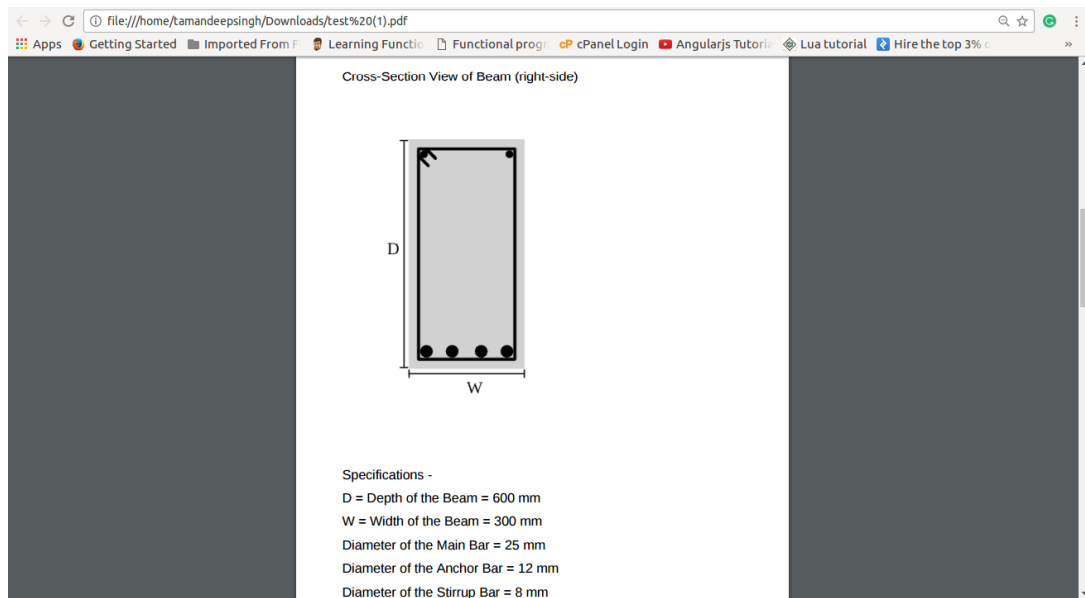 file:///home/tamandeepsingh/Downloads/test%20(1).pdf
Apps Getting Started Imported From F Learning Functio Functional progr cP cPanel Login Angularjs Tutoria Lua tutorial Hire the top 3% »
Cross-Section View of Beam (right-side)
D
W
Specifications -
D = Depth of the Beam = 600 mm
W = Width of the Beam = 300 mm
Diameter of the Main Bar = 25 mm
Diameter of the Anchor Bar = 12 mm
Diameter of the Stirrup Bar = 8 mm